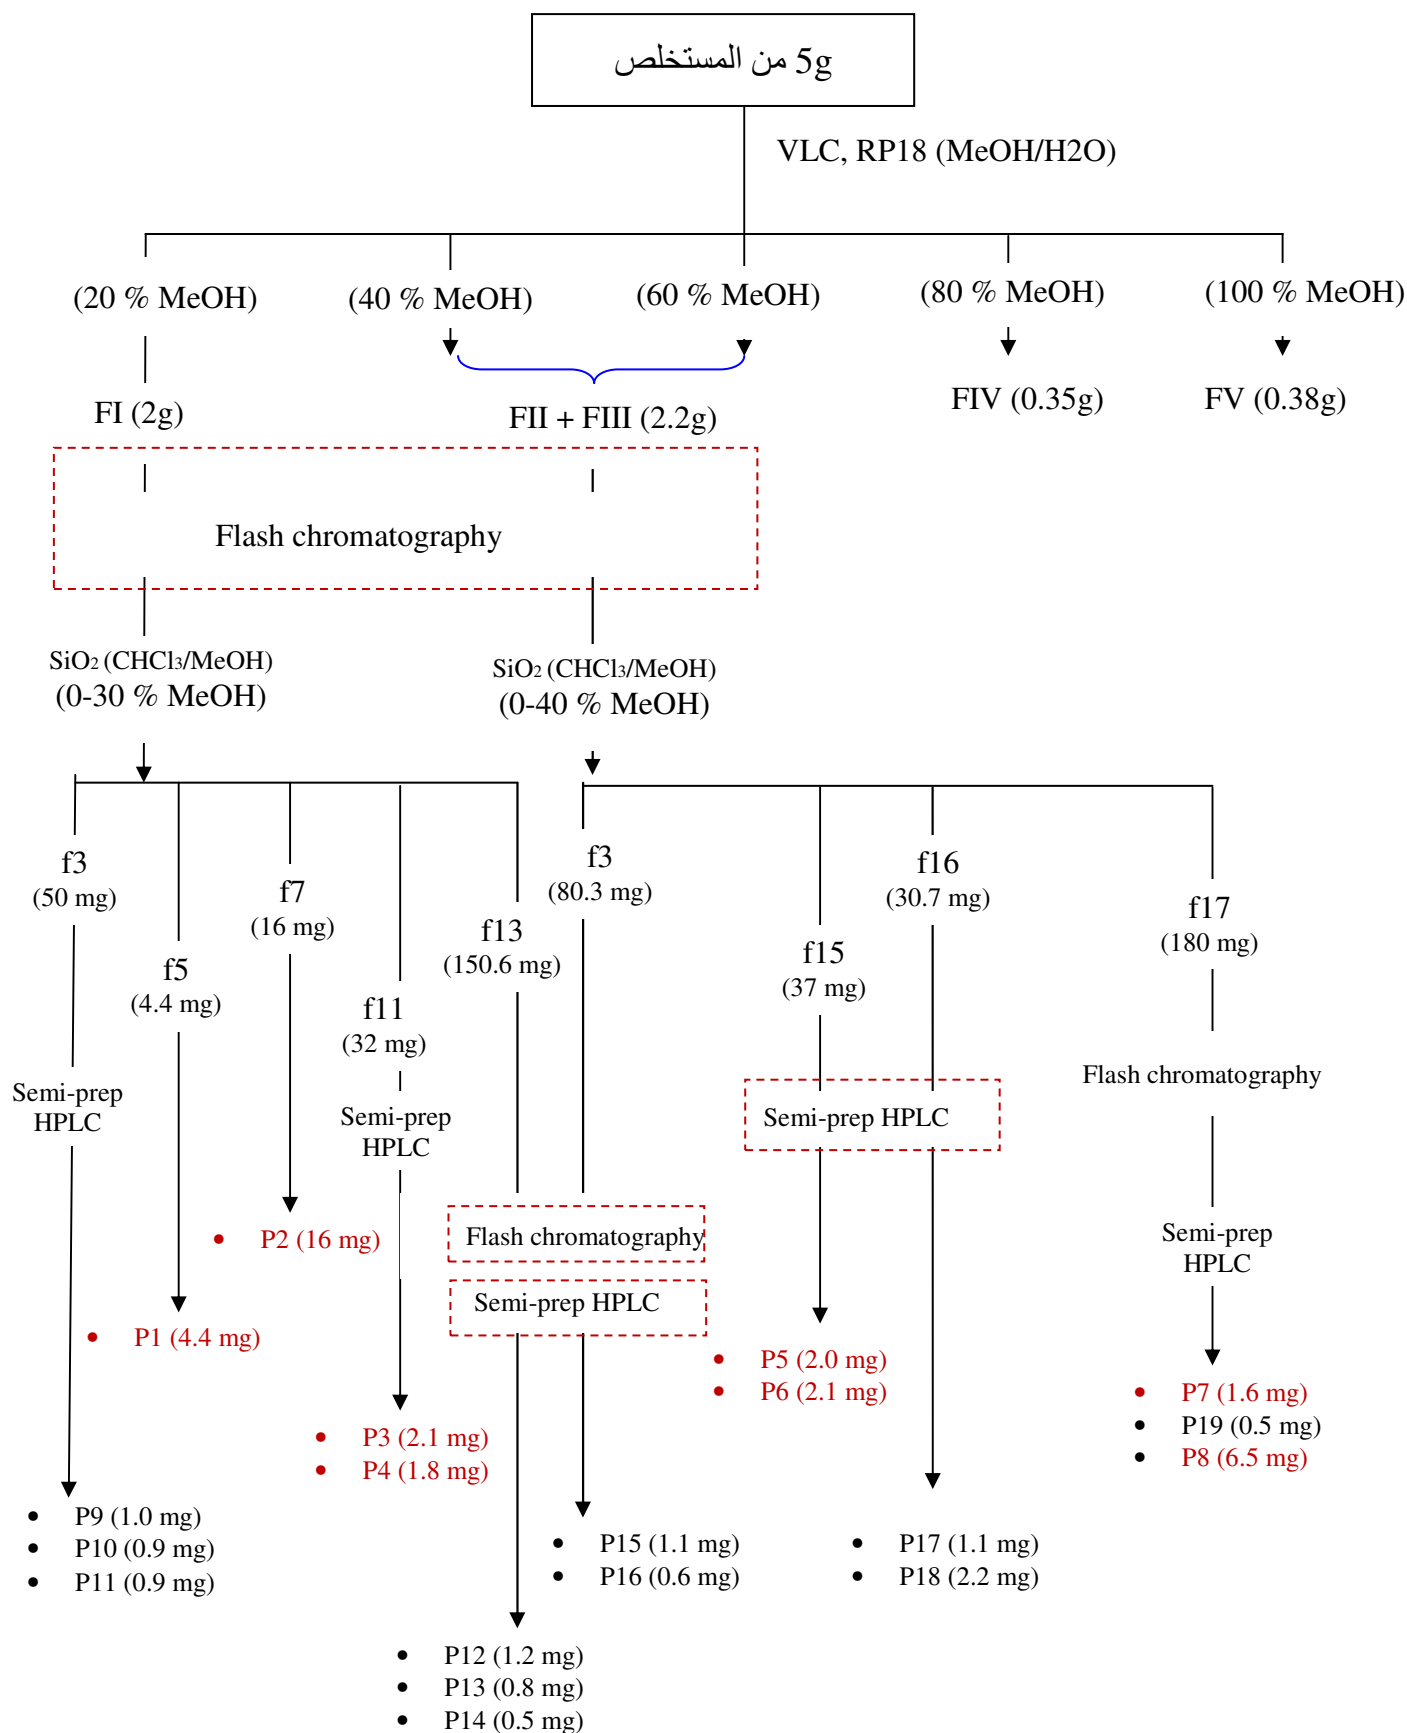 5g من المستخلص
VLC, RP18 (MeOH/H2O)
(20 % MeOH)
(40 % MeOH)
(60 % MeOH)
(80 % MeOH)
(100 % MeOH)
FI (2g)
FII + FIII (2.2g)
FIV (0.35g)
FV (0.38g)
Flash chromatography
SiO₂ (CHCl₃/MeOH)
(0-30 % MeOH)
SiO₂ (CHCl₃/MeOH)
(0-40 % MeOH)
f3
(50 mg)
f5
(4.4 mg)
f7
(16 mg)
f11
(32 mg)
f13
(150.6 mg)
f3
(80.3 mg)
f15
(37 mg)
f16
(30.7 mg)
f17
(180 mg)
Semi-prep
HPLC
Semi-prep
HPLC
Semi-prep HPLC
Flash chromatography
Flash chromatography
Semi-prep HPLC
Semi-prep
HPLC
• P2 (16 mg)
• P1 (4.4 mg)
• P3 (2.1 mg)
• P4 (1.8 mg)
• P5 (2.0 mg)
• P6 (2.1 mg)
• P7 (1.6 mg)
• P19 (0.5 mg)
• P8 (6.5 mg)
• P9 (1.0 mg)
• P10 (0.9 mg)
• P11 (0.9 mg)
• P15 (1.1 mg)
• P16 (0.6 mg)
• P17 (1.1 mg)
• P18 (2.2 mg)
• P12 (1.2 mg)
• P13 (0.8 mg)
• P14 (0.5 mg)